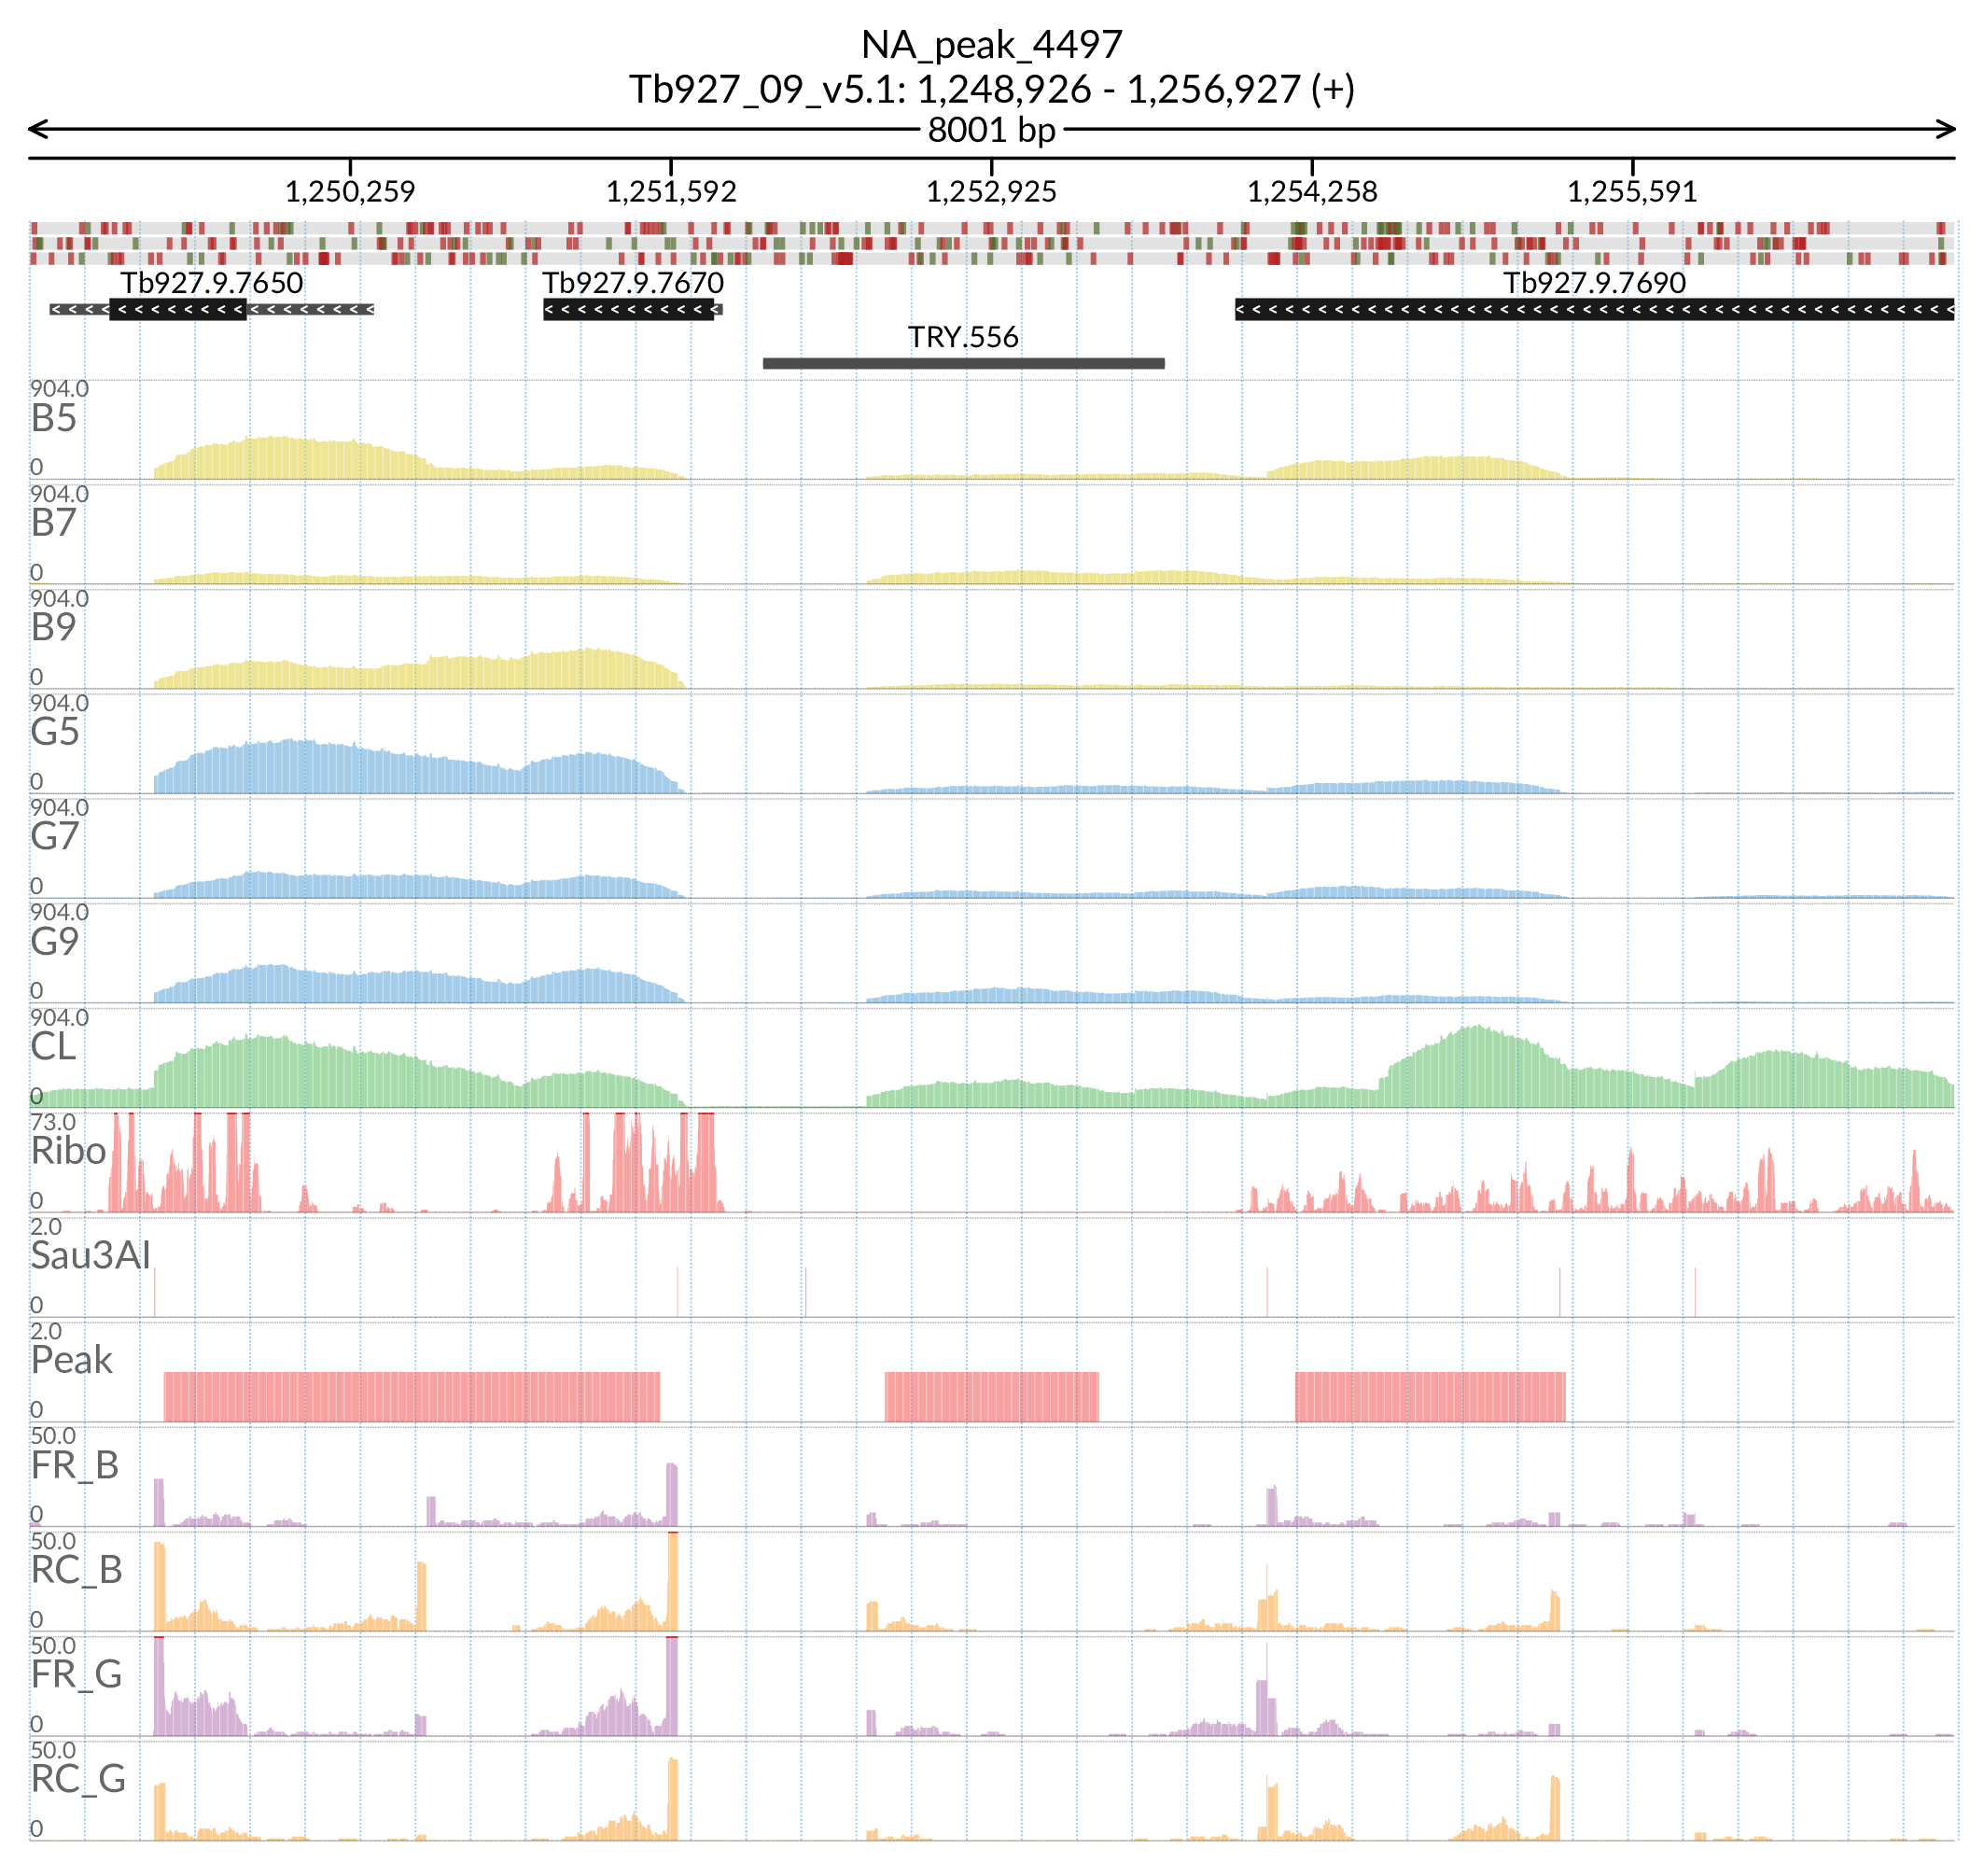 NA_peak_4497
Tb927_09_v5.1: 1,248,926 - 1,256,927 (+)
8001 bp
1,250,259 1,251,592 1,252,925 1,254,258 1,255,591
Tb927.9.7650 Tb927.9.7670 Tb927.9.7690
TRY.556
904.0
B5
0
904.0
B7
0
904.0
B9
0
904.0
G5
0
904.0
G7
0
904.0
G9
0
904.0
CL
0
73.0
Ribo
0
2.0
Sau3AI
0
2.0
Peak
0
50.0
FR_B
0
50.0
RC_B
0
50.0
FR_G
0
50.0
RC_G
0